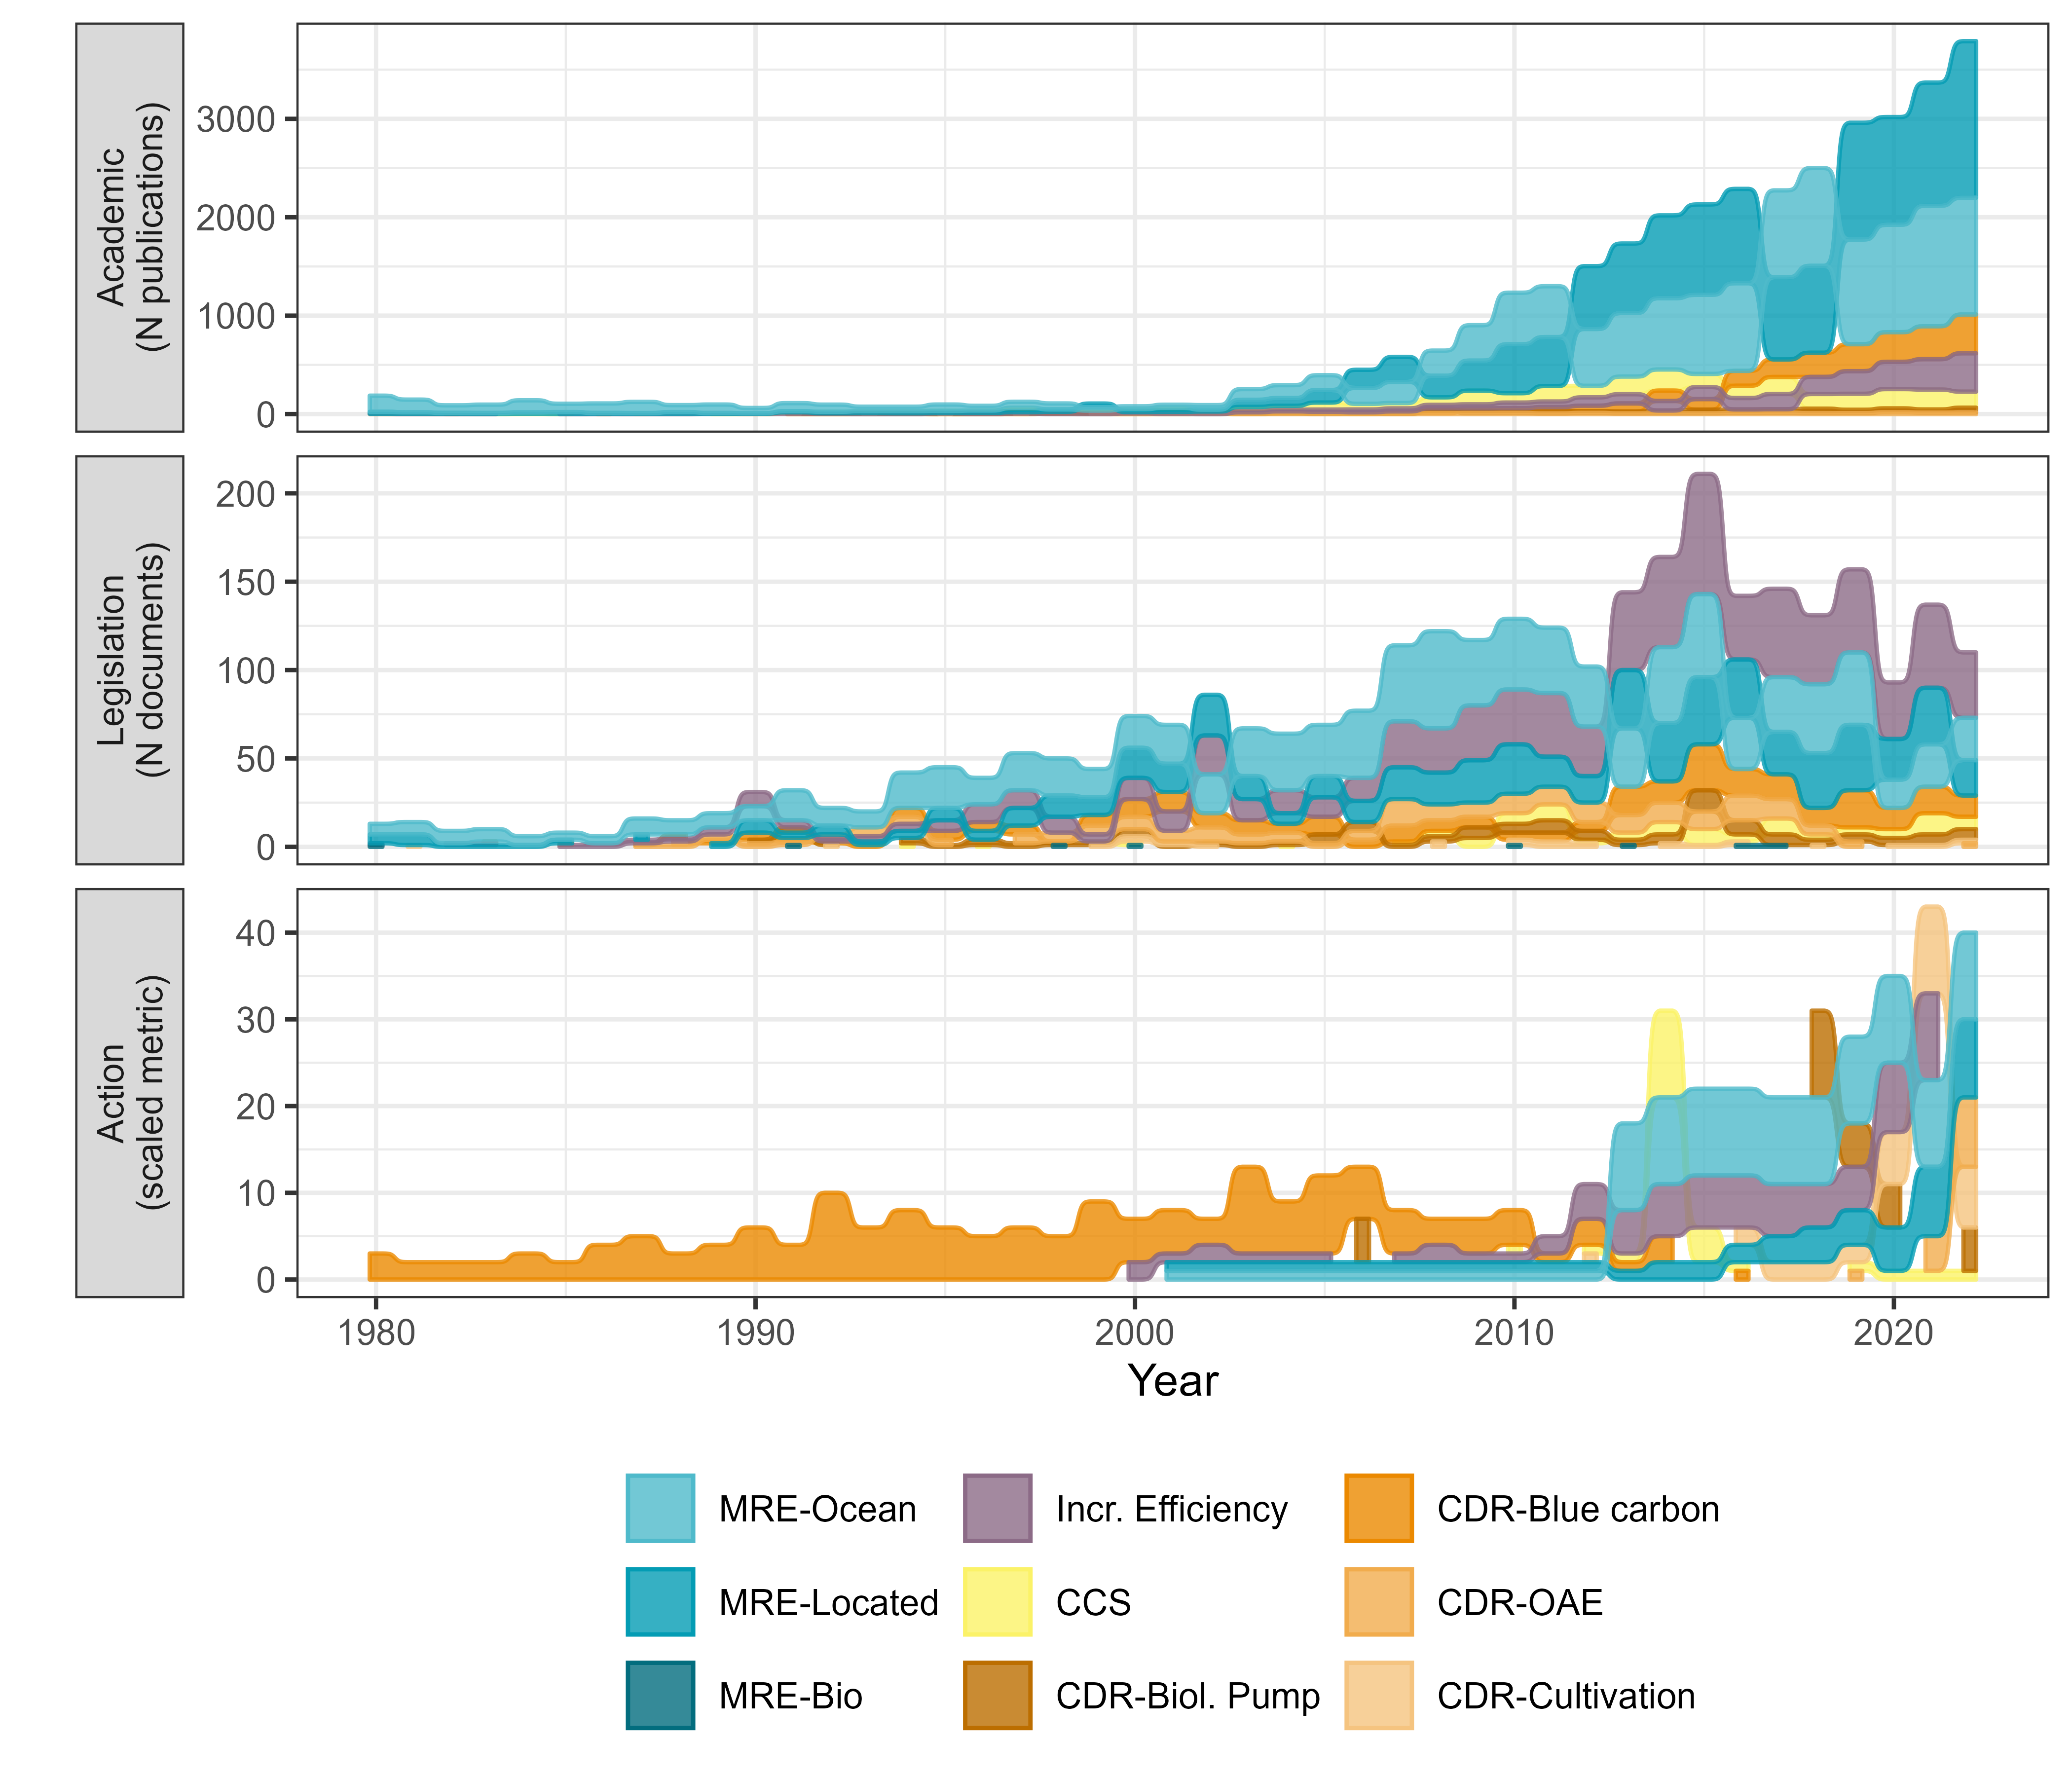 Academic
(N publications)
3000
2000
1000
0
Legislation
(N documents)
200
150
100
50
0
Action
(scaled metric)
40
30
20
10
0
1980
1990
2000
2010
2020
Year
MRE-Ocean
Incr. Efficiency
CDR-Blue carbon
MRE-Located
CCS
CDR-OAE
MRE-Bio
CDR-Biol. Pump
CDR-Cultivation